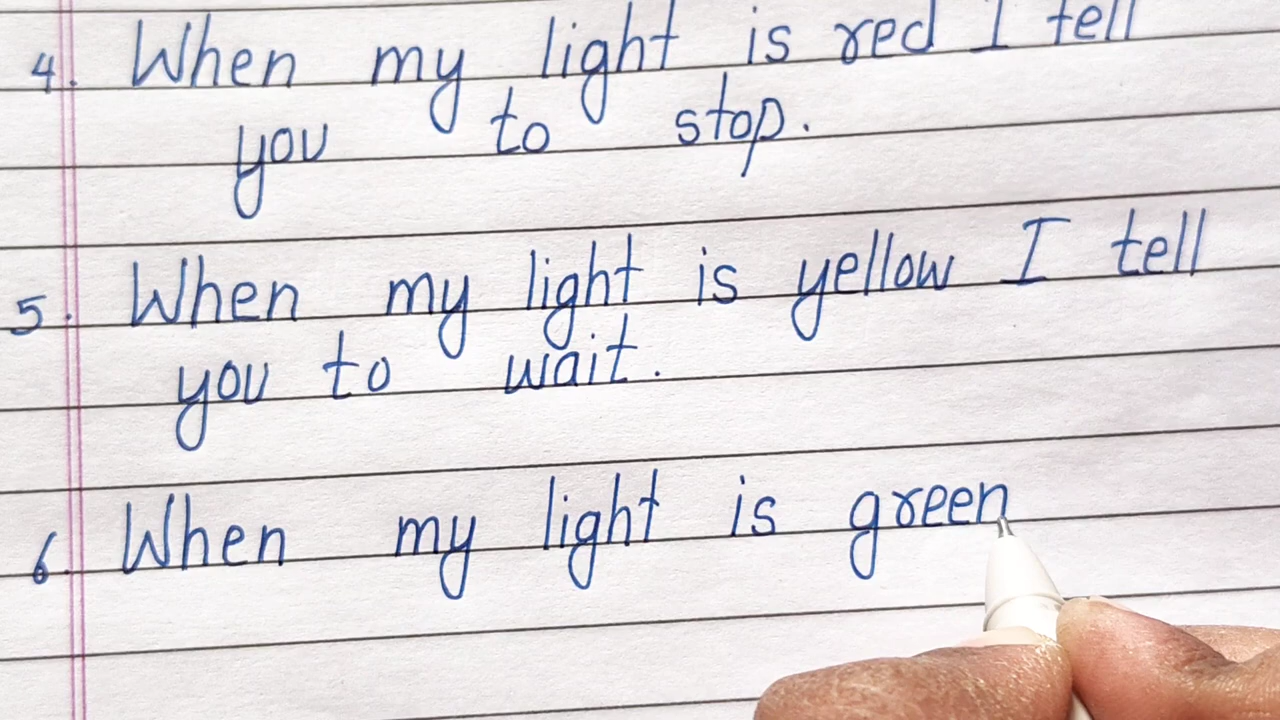 4. When my light is red I tell
you to stop.
5. When my light is yellow I tell
you to wait.
6. When my light is green